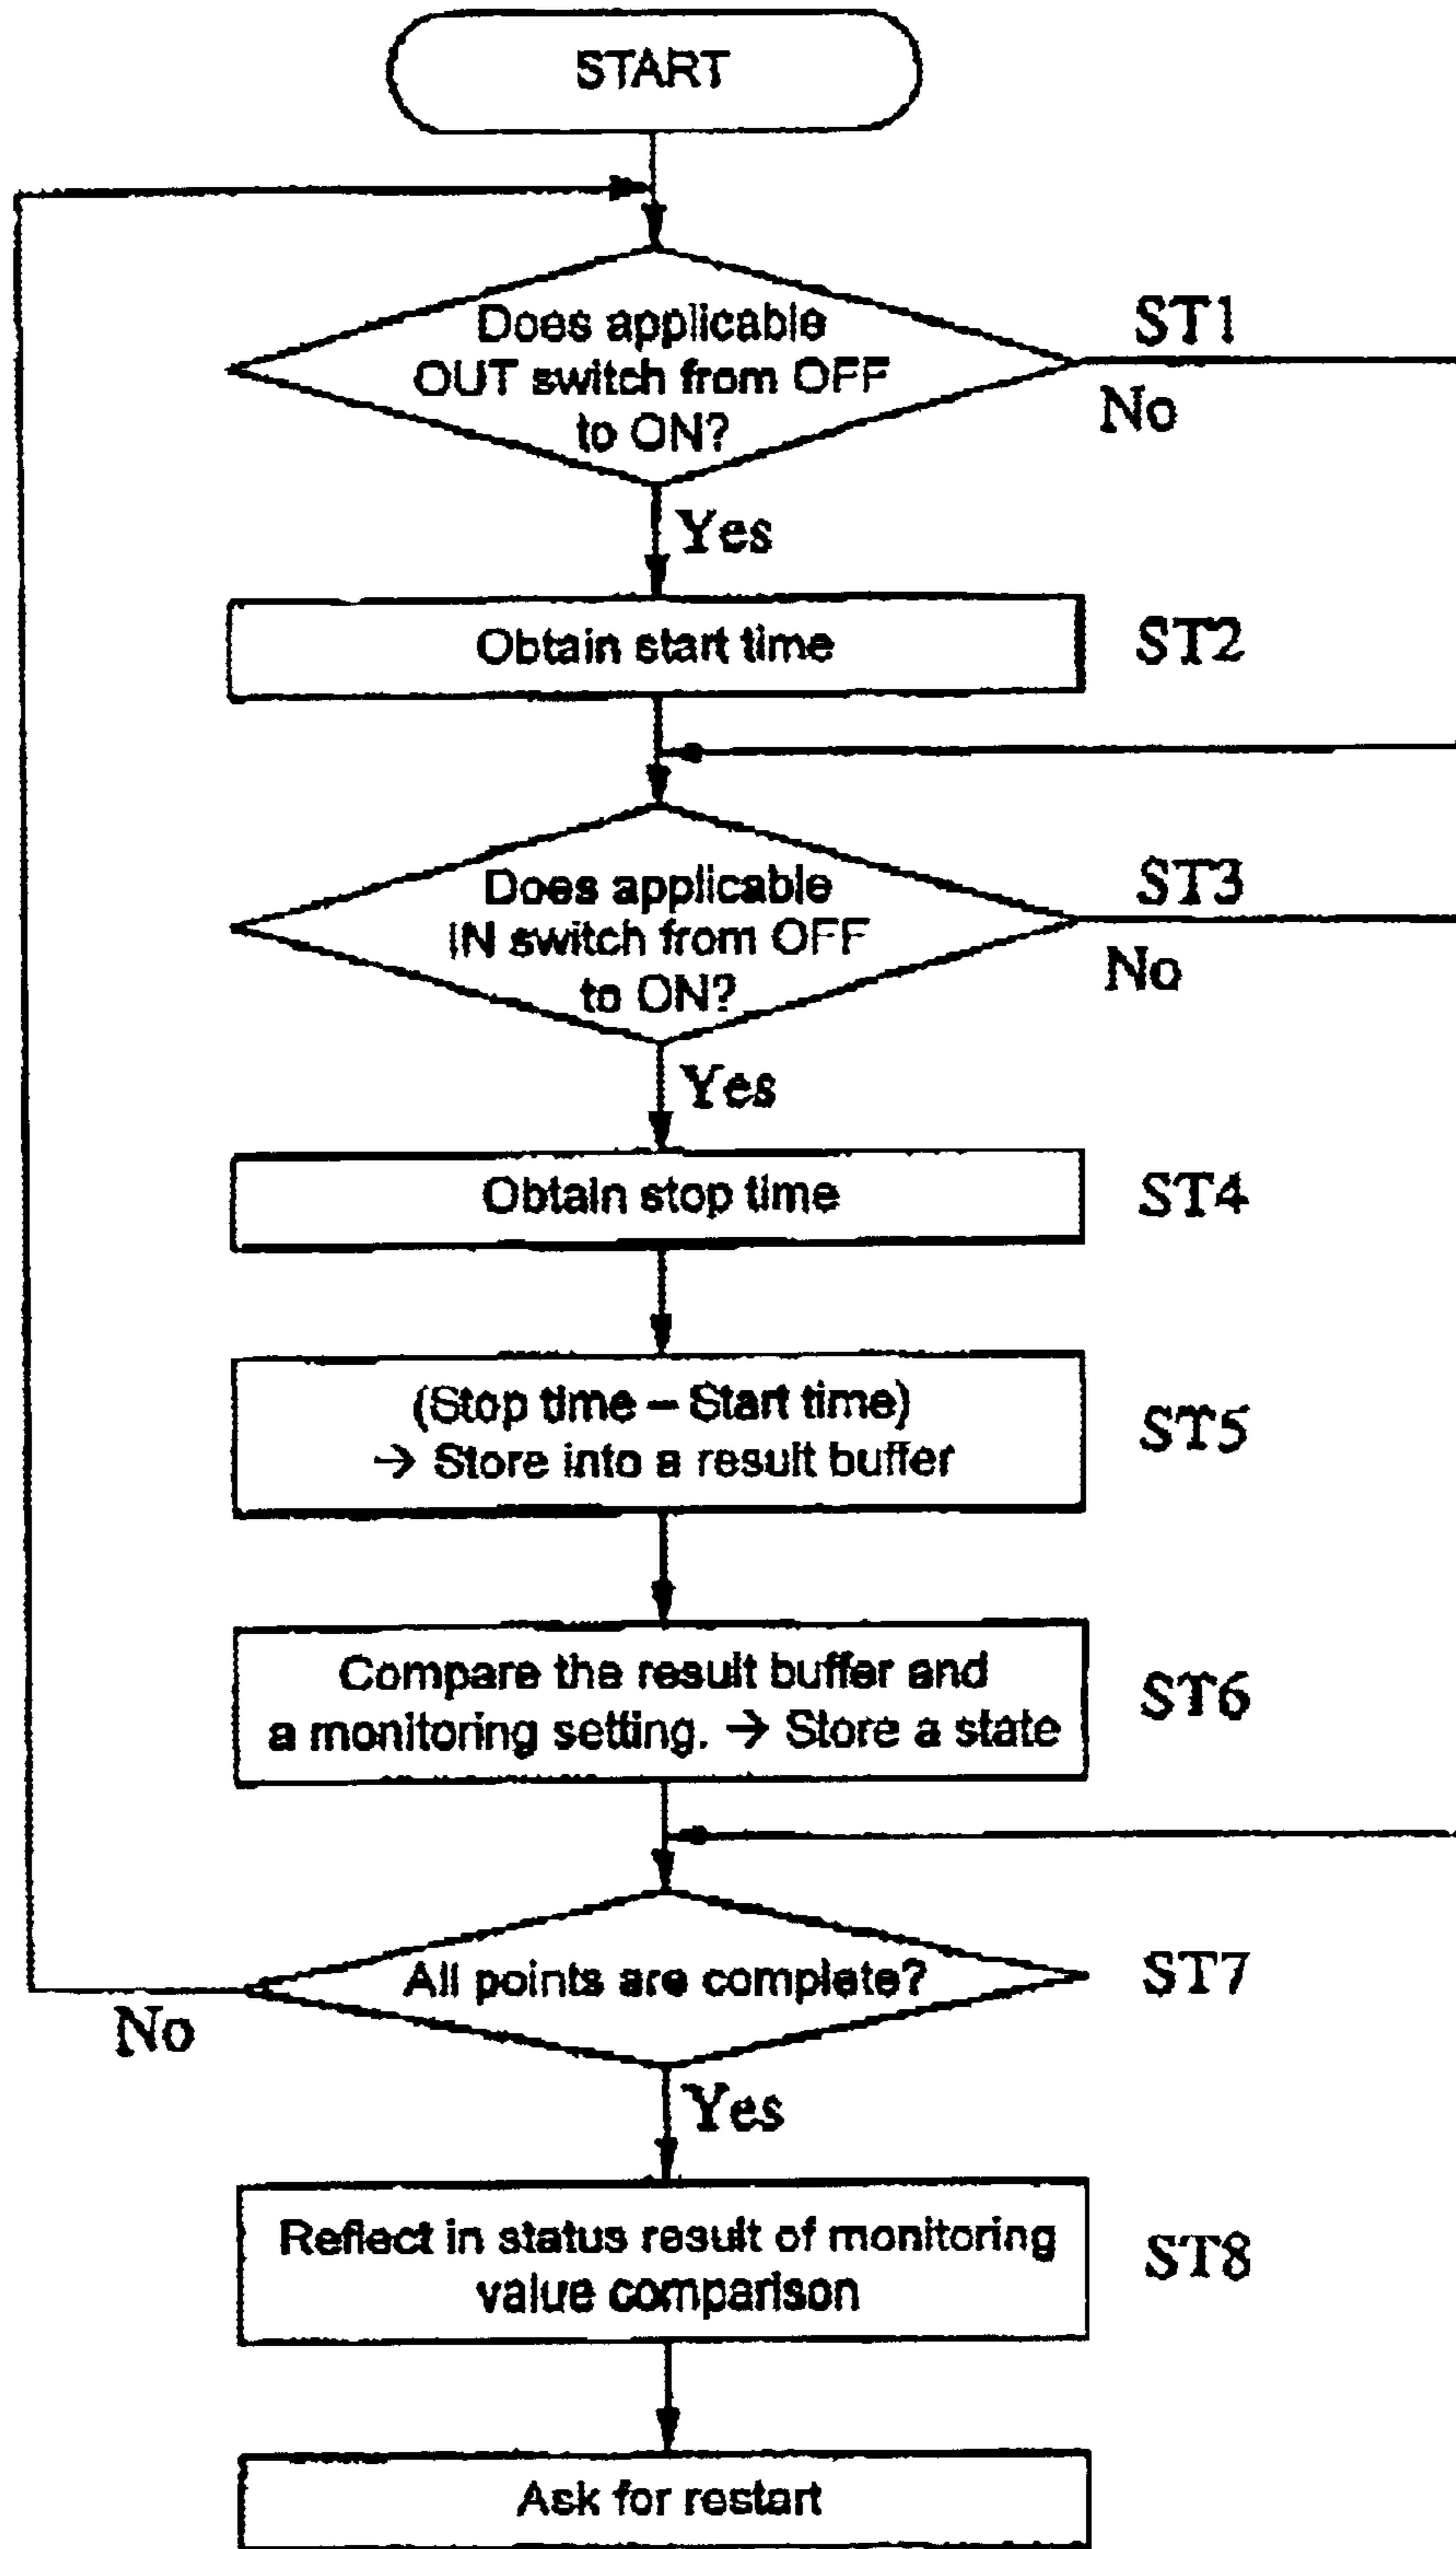 START
Does applicable
OUT switch from OFF
to ON?
ST1
No
Yes
Obtain start time
ST2
Does applicable
IN switch from OFF
to ON?
ST3
No
Yes
Obtain stop time
ST4
(Stop time – Start time)
→ Store into a result buffer
ST5
Compare the result buffer and
a monitoring setting. → Store a state
ST6
All points are complete?
ST7
No
Yes
Reflect in status result of monitoring
value comparison
ST8
Ask for restart